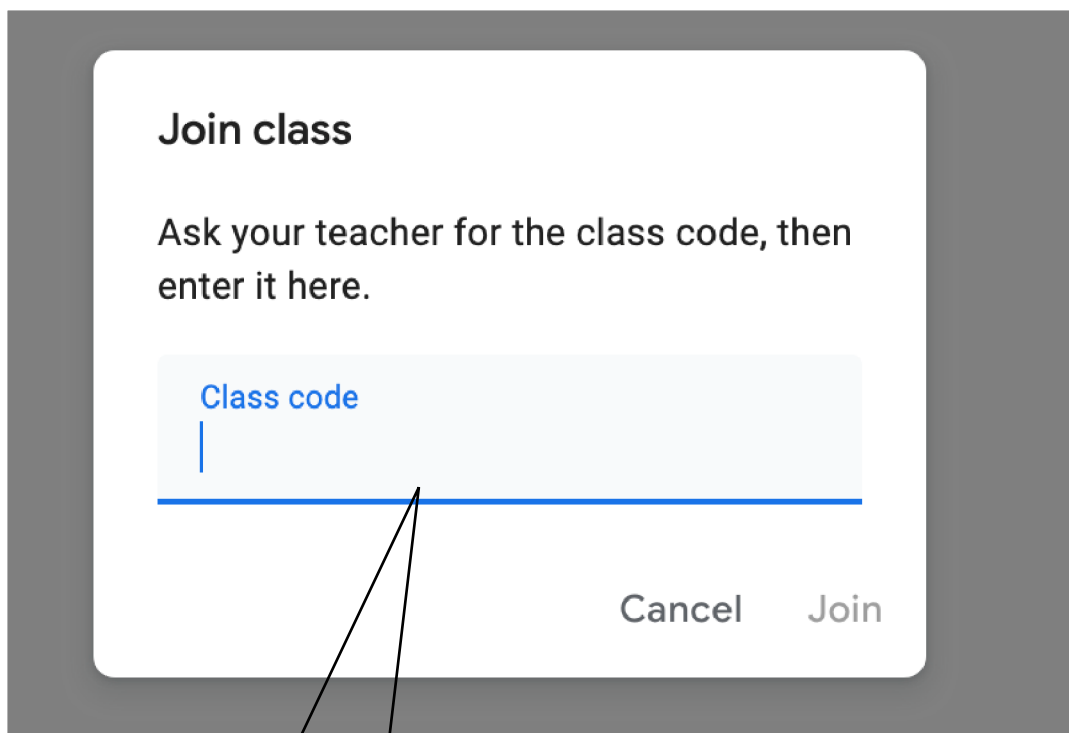 Join class
Ask your teacher for the class code, then
enter it here.
Class code
Cancel Join